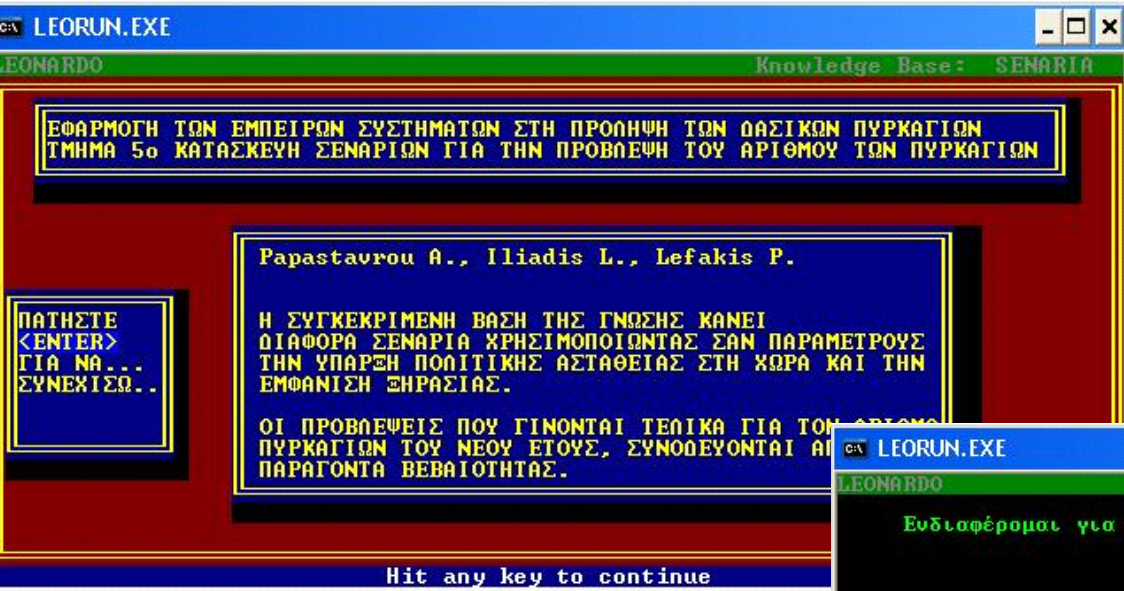 LEORUN.EXE
LEONARDO Knowledge Base: SENARIA
ΕΦΑΡΜΟΓΗ ΤΩΝ ΕΜΠΕΙΡΩΝ ΣΥΣΤΗΜΑΤΩΝ ΣΤΗ ΠΡΟΛΗΨΗ ΤΩΝ ΔΑΣΙΚΩΝ ΠΥΡΚΑΓΙΩΝ
ΤΜΗΜΑ 5ο ΚΑΤΑΣΚΕΥΗ ΣΕΝΑΡΙΩΝ ΓΙΑ ΤΗΝ ΠΡΟΒΛΕΨΗ ΤΟΥ ΑΡΙΘΜΟΥ ΤΩΝ ΠΥΡΚΑΓΙΩΝ
Papastavrou A., Iliadis L., Lefakis P.
ΠΑΤΗΣΤΕ
<ENTER>
ΓΙΑ ΝΑ...
ΣΥΝΕΧΙΣΩ..
Η ΣΥΓΚΕΚΡΙΜΕΝΗ ΒΑΣΗ ΤΗΣ ΓΝΩΣΗΣ ΚΑΝΕΙ
ΔΙΑΦΟΡΑ ΣΕΝΑΡΙΑ ΧΡΗΣΙΜΟΠΟΙΩΝΤΑΣ ΣΑΝ ΠΑΡΑΜΕΤΡΟΥΣ
ΤΗΝ ΥΠΑΡΞΗ ΠΟΛΙΤΙΚΗΣ ΑΣΤΑΘΕΙΑΣ ΣΤΗ ΧΩΡΑ ΚΑΙ ΤΗΝ
ΕΜΦΑΝΙΣΗ ΞΗΡΑΣΙΑΣ.
ΟΙ ΠΡΟΒΛΕΨΕΙΣ ΠΟΥ ΓΙΝΟΝΤΑΙ ΤΕΛΙΚΑ ΓΙΑ ΤΟΝ ΑΡΙΘΜΟ
ΠΥΡΚΑΓΙΩΝ ΤΟΥ ΝΕΟΥ ΕΤΟΥΣ, ΣΥΝΟΔΕΥΟΝΤΑΙ
ΠΑΡΑΓΟΝΤΑ ΒΕΒΑΙΟΤΗΤΑΣ.
Hit any key to continue
LEORUN.EXE
LEONARDO
Ενδιαφέρομαι για